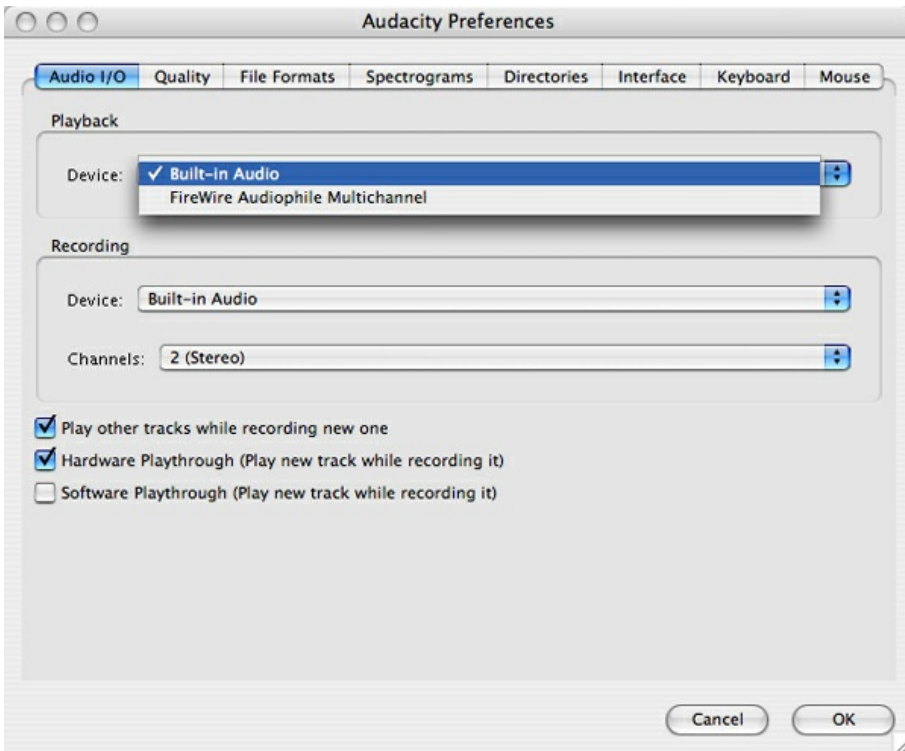 Audacity Preferences
Audio I/O Quality File Formats Spectrograms Directories Interface Keyboard Mouse
Playback
Device: ✓ Built-in Audio
FireWire Audiophile Multichannel
Recording
Device: Built-in Audio
Channels: 2 (Stereo)
Play other tracks while recording new one
Hardware Playthrough (Play new track while recording it)
Software Playthrough (Play new track while recording it)
Cancel OK